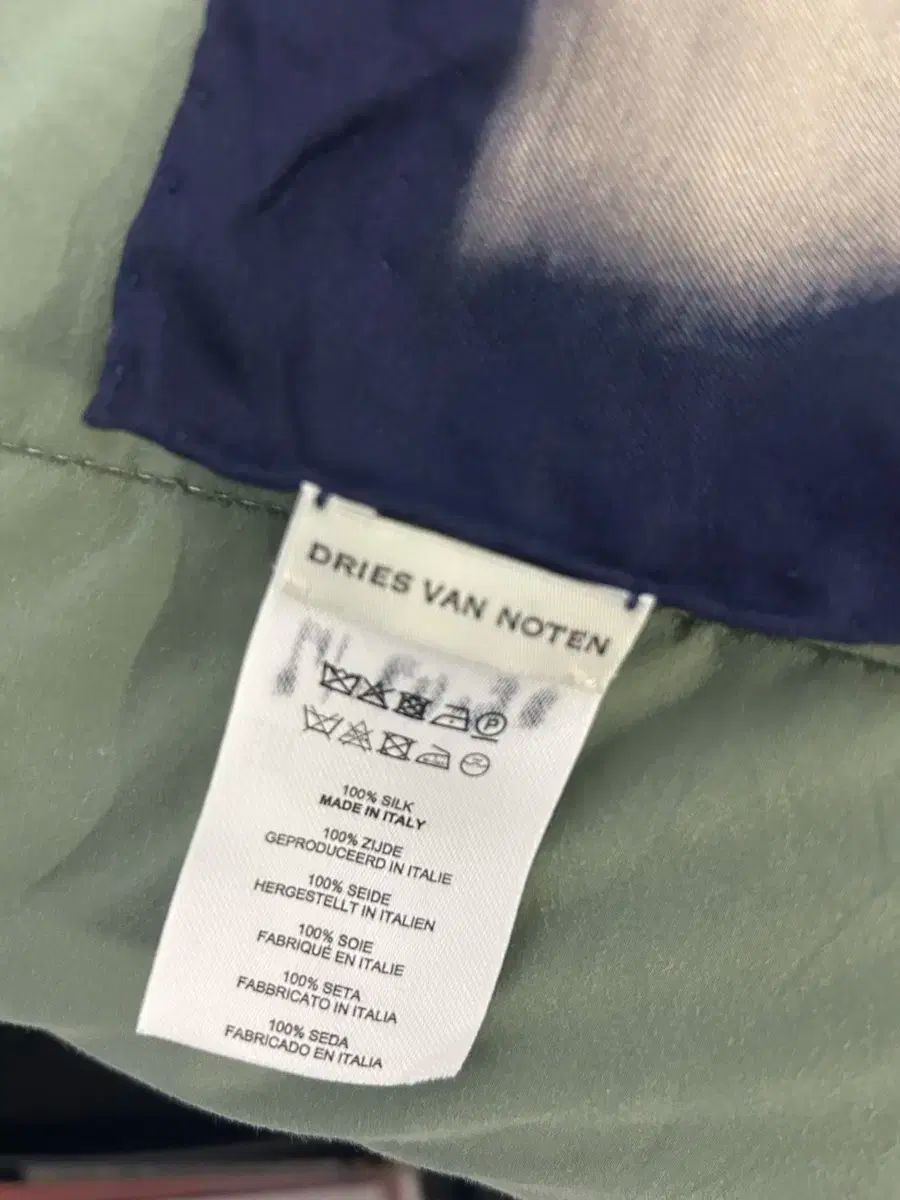 DRIES VAN NOTEN
P
100% SILK
MADE IN ITALY
100% ZIJDE
GEPRODUCEERD IN ITALIE
100% SEIDE
HERGESTELLT IN ITALIEN
100% SOIE
FABRIQUÉ EN ITALIE
100% SETA
FABBRICATO IN ITALIA
100% SEDA
FABRICADO EN ITALIA